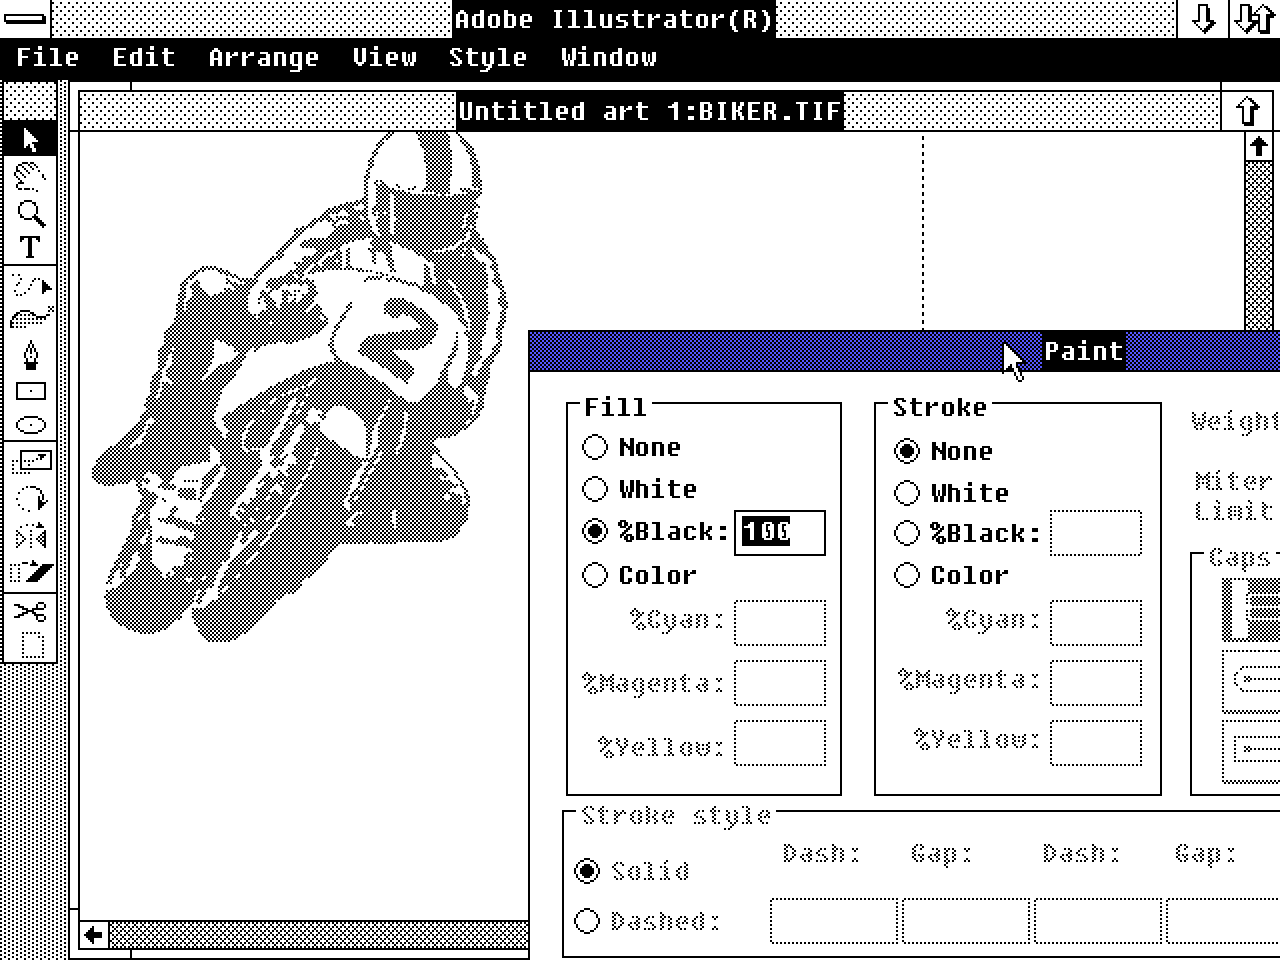 Adobe Illustrator(R)
File Edit Arrange View Style Window
Untitled art 1:BIKER.TIF
T
2
Paint
Fill
None
White
%Black: 100
Color
%Cyan:
%Magenta:
%Yellow:
Stroke
None
White
%Black:
Color
%Cyan:
%Magenta:
%Yellow:
Weight
Miter
Limit
Caps
Stroke style
Dash: Gap: Dash: Gap:
Solid
Dashed: